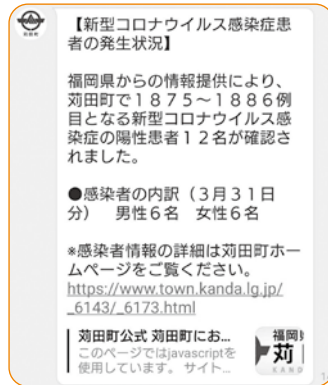 【新型コロナウイルス感染症患
者の発生状況】
福岡県からの情報提供により、
苅田町で1875～1886例
目となる新型コロナウイルス感
染症の陽性患者12名が確認さ
れました。
●感染者の内訳（3月31日
分）　男性6名　女性6名
※感染者情報の詳細は苅田町ホー
ムページをご覧ください。
https://www.town.kanda.lg.jp/
_6143/_6173.html
苅田町公式 苅田町にお...
このページではjavascriptを
使用しています。 サイト...
福岡
苅
KAND